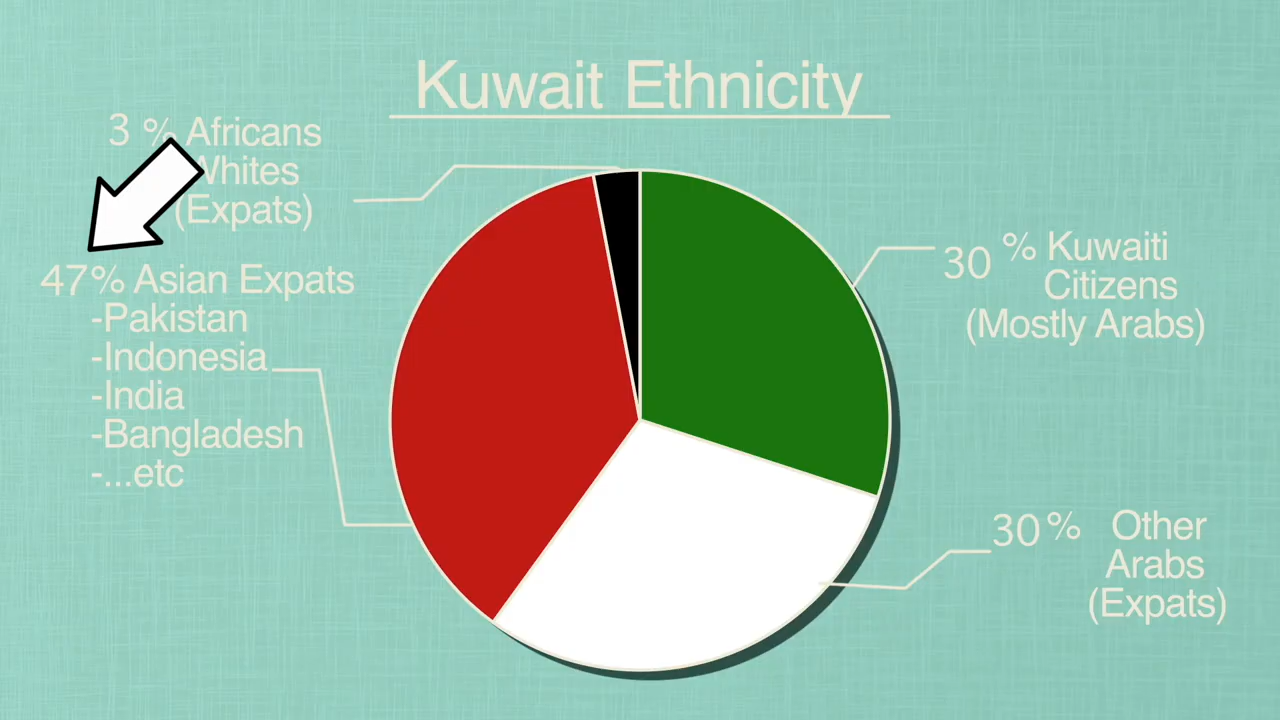 Kuwait Ethnicity
3 % Africans
Whites
(Expats)
47% Asian Expats
-Pakistan
-Indonesia
-India
-Bangladesh
-...etc
30 % Kuwaiti
Citizens
(Mostly Arabs)
30 % Other
Arabs
(Expats)